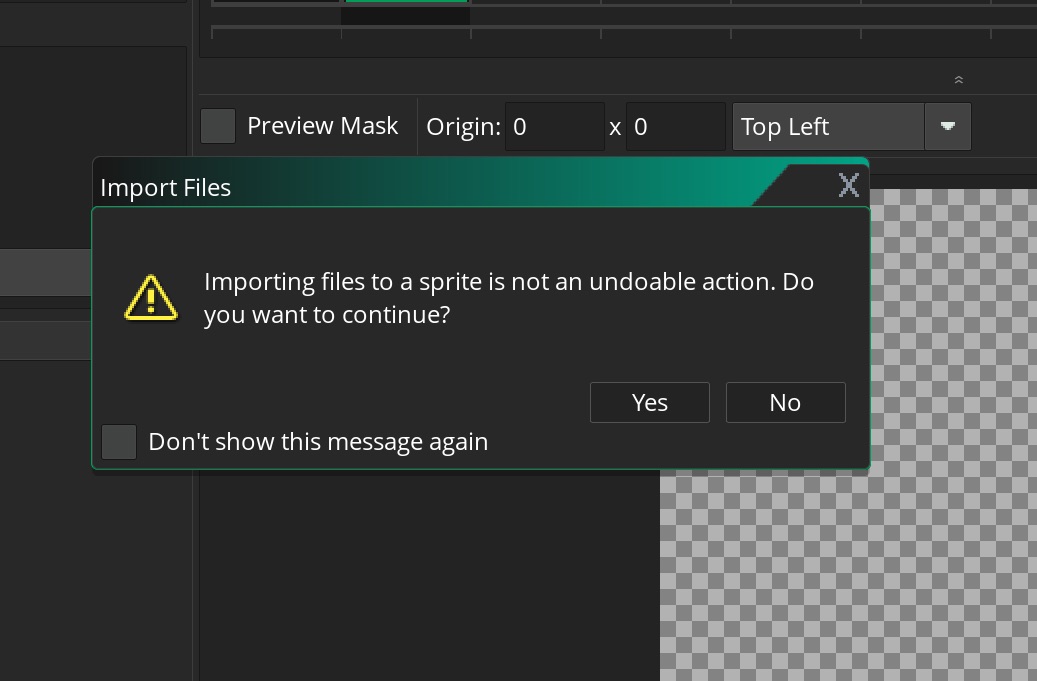 Preview Mask
Origin: 0 x 0 Top Left
Import Files
X
Importing files to a sprite is not an undoable action. Do
you want to continue?
Yes
No
Don't show this message again